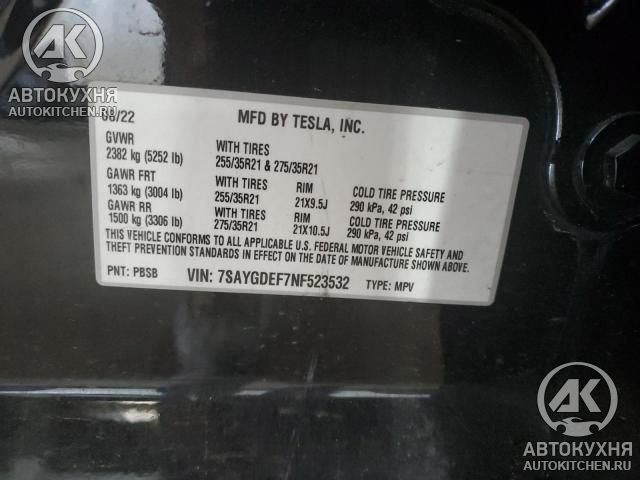 AK
АВТОКУХНЯ
AUTOKITCHEN.RU
08/22 MFD BY TESLA, INC.
GVWR
2382 kg (5252 lb) WITH TIRES
255/35R21 & 275/35R21
GAWR FRT
1363 kg (3004 lb) WITH TIRES
255/35R21 RIM
21X9.5J COLD TIRE PRESSURE
290 kPa, 42 psi
GAWR RR
1500 kg (3306 lb) WITH TIRES
275/35R21 RIM
21X10.5J COLD TIRE PRESSURE
290 kPa, 42 psi
THIS VEHICLE CONFORMS TO ALL APPLICABLE U.S. FEDERAL MOTOR VEHICLE SAFETY AND
THEFT PREVENTION STANDARDS IN EFFECT ON THE DATE OF MANUFACTURE SHOWN ABOVE.
PNT: PBSB VIN: 7SAYGDEF7NF523532 TYPE: MPV
AK
АВТОКУХНЯ
AUTOKITCHEN.RU